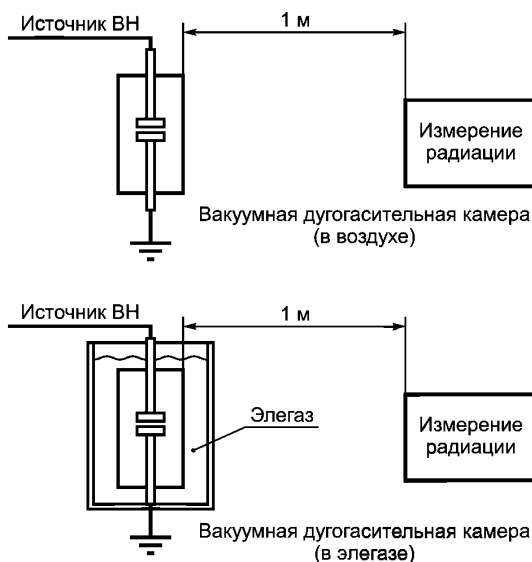 Источник ВН
1 м
Измерение
радиации
Вакуумная дугогасительная камера
(в воздухе)
Источник ВН
1 м
Элегаз
Измерение
радиации
Вакуумная дугогасительная камера
(в элегазе)